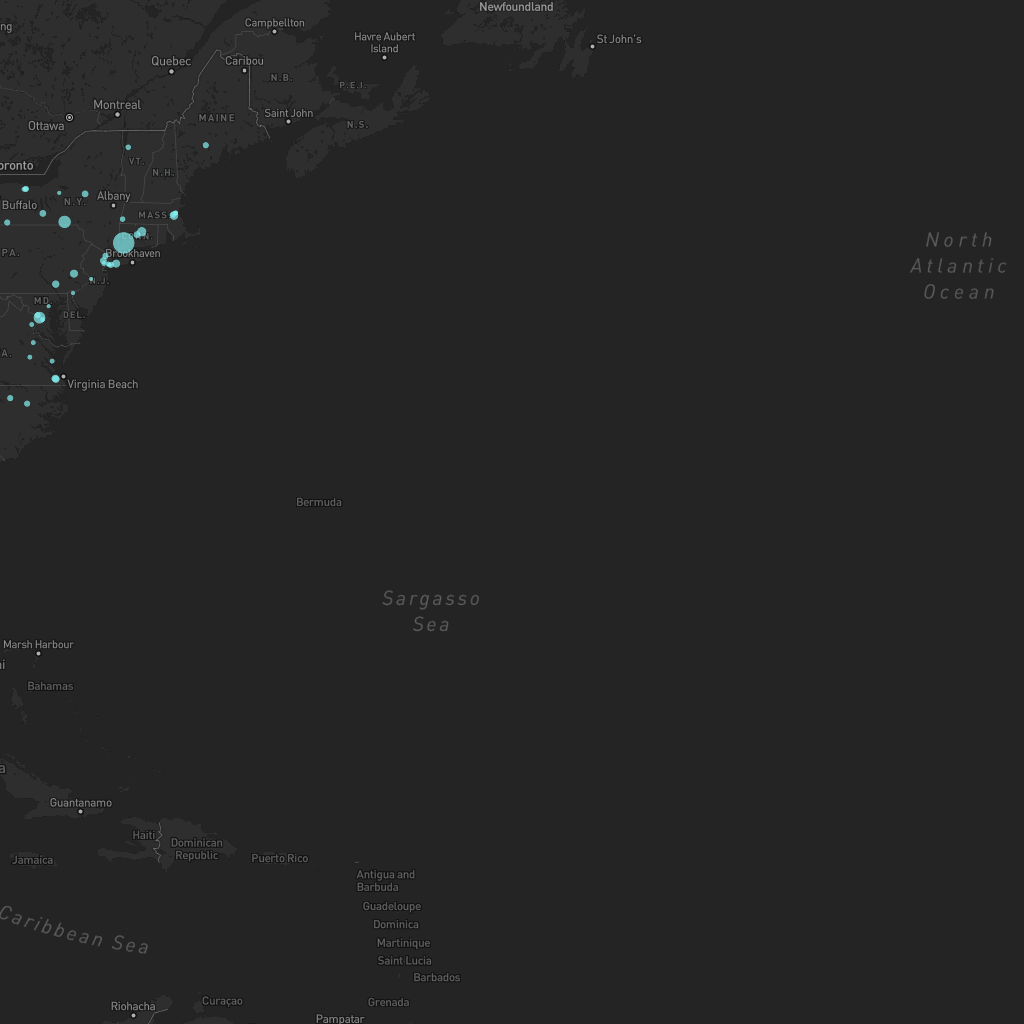 Newfoundland
Campbellton
ng
Havre Aubert
Island
St John's
Quebec
Caribou
N.B.
P.E.I.
Montreal
MAINE
Saint John
Ottawa
N.S.
VT.
oronto
N.H.
Albany
N.Y.
Buffalo
MASS
PA.
Brookhaven
N.J.
MD.
DEL.
A.
Virginia Beach
North
Atlantic
Ocean
Bermuda
Sargasso
Sea
Marsh Harbour
ni
Bahamas
a
Guantanamo
Haiti
Dominican
Republic
Jamaica
Puerto Rico
Antigua and
Barbuda
Guadeloupe
Dominica
Caribbean Sea
Martinique
Saint Lucia
Barbados
Riohacha
Curaçao
Grenada
Pampatar